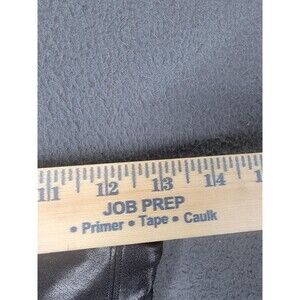 11 12 13 14
JOB PREP
• Primer • Tape • Caulk